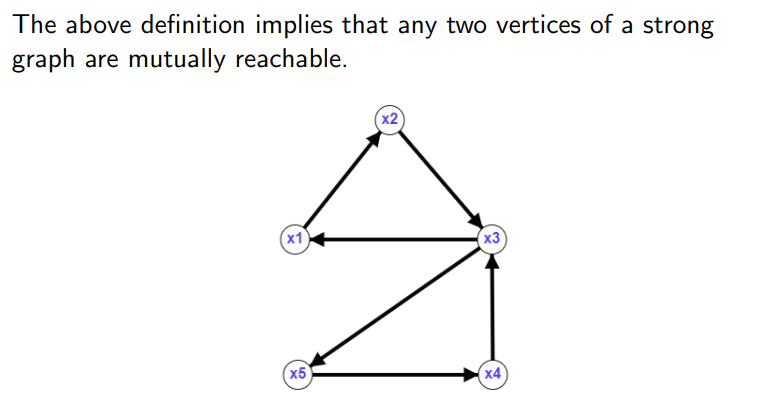 The above definition implies that any two vertices of a strong
graph are mutually reachable.
x2
x1
x3
x5
x4